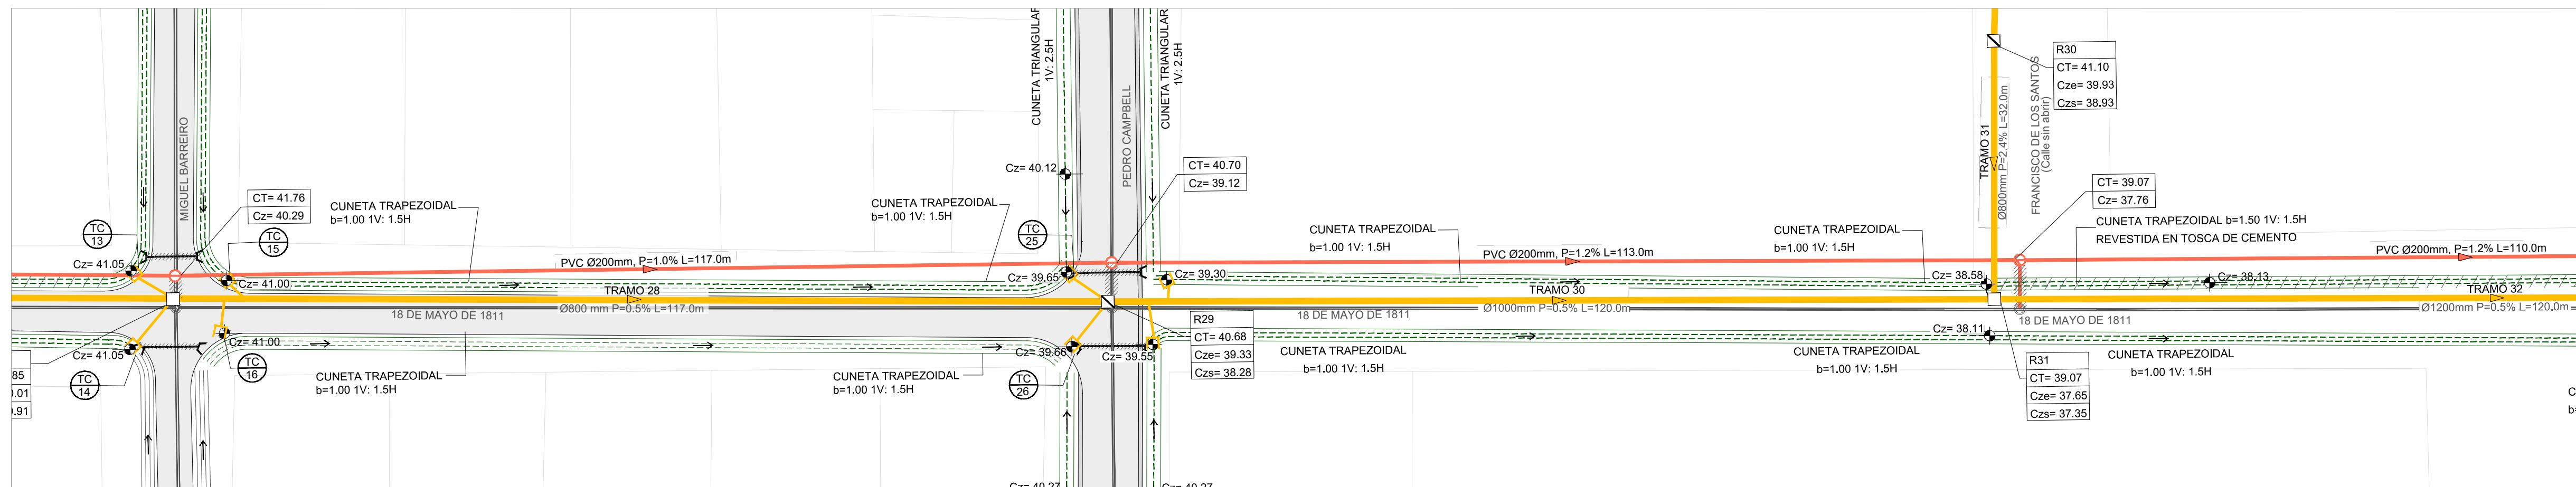 CUNETA TRIANGULAR
1V: 2.5H
CUNETA TRIANGULAR
1V: 2.5H
MIGUEL BARREIRO
PEDRO CAMPBELL
R30
CT= 41.10
Cze= 39.93
Czs= 38.93
FRANCISCO DE LOS SANTOS
(Calle sin abrir)
TRAMO 31
Ø800mm P=2.4% L=32.0m
Cz= 40.12
CT= 40.70
Cz= 39.12
CT= 41.76
Cz= 40.29
CUNETA TRAPEZOIDAL
b=1.00 1V: 1.5H
CUNETA TRAPEZOIDAL
b=1.00 1V: 1.5H
CT= 39.07
Cz= 37.76
TC
13
TC
15
TC
25
CUNETA TRAPEZOIDAL
b=1.00 1V: 1.5H
CUNETA TRAPEZOIDAL
b=1.00 1V: 1.5H
CUNETA TRAPEZOIDAL b=1.50 1V: 1.5H
REVESTIDA EN TOSCA DE CEMENTO
PVC Ø200mm, P=1.0% L=117.0m
PVC Ø200mm, P=1.2% L=113.0m
PVC Ø200mm, P=1.2% L=110.0m
Cz= 41.05
Cz= 41.00
Cz= 39.65
Cz= 39.30
Cz= 38.58
Cz= 38.13
TRAMO 28
Ø800 mm P=0.5% L=117.0m
TRAMO 30
Ø1000mm P=0.5% L=120.0m
TRAMO 32
Ø1200mm P=0.5% L=120,0m
18 DE MAYO DE 1811
18 DE MAYO DE 1811
18 DE MAYO DE 1811
Cz= 41.05
Cz= 41.00
Cz= 39.66
Cz= 39.55
Cz= 38.11
R29
CT= 40.68
Cze= 39.33
Czs= 38.28
TC
14
TC
16
TC
26
CUNETA TRAPEZOIDAL
b=1.00 1V: 1.5H
CUNETA TRAPEZOIDAL
b=1.00 1V: 1.5H
CUNETA TRAPEZOIDAL
b=1.00 1V: 1.5H
CUNETA TRAPEZOIDAL
b=1.00 1V: 1.5H
CUNETA TRAPEZOIDAL
b=1.00 1V: 1.5H
R31
CT= 39.07
Cze= 37.65
Czs= 37.35
85
0.01
9.91
Cz= 40.27
Cz= 40.27